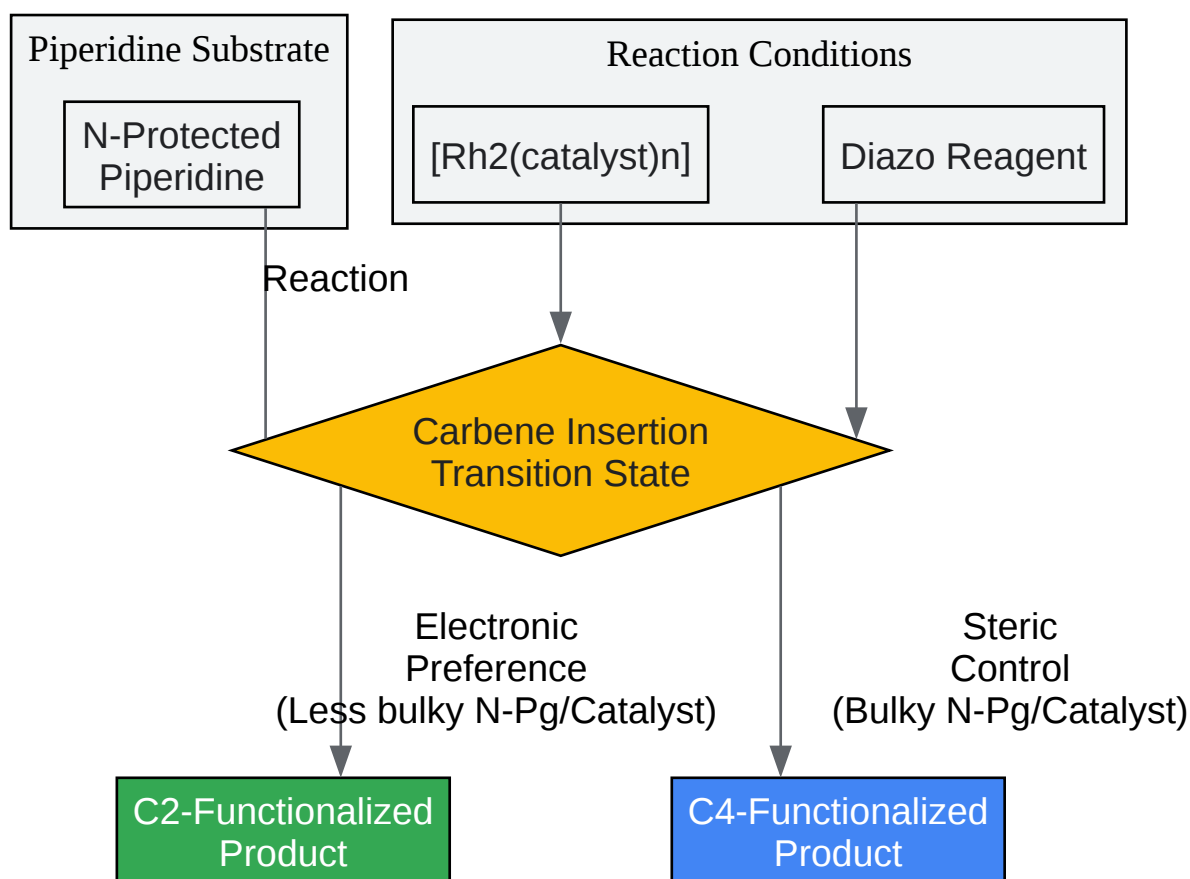 Piperidine Substrate
N-Protected
Piperidine
Reaction Conditions
[Rh2(catalyst)n]
Diazo Reagent
Reaction
Carbene Insertion
Transition State
Electronic
Preference
(Less bulky N-Pg/Catalyst)
Steric
Control
(Bulky N-Pg/Catalyst)
C2-Functionalized
Product
C4-Functionalized
Product